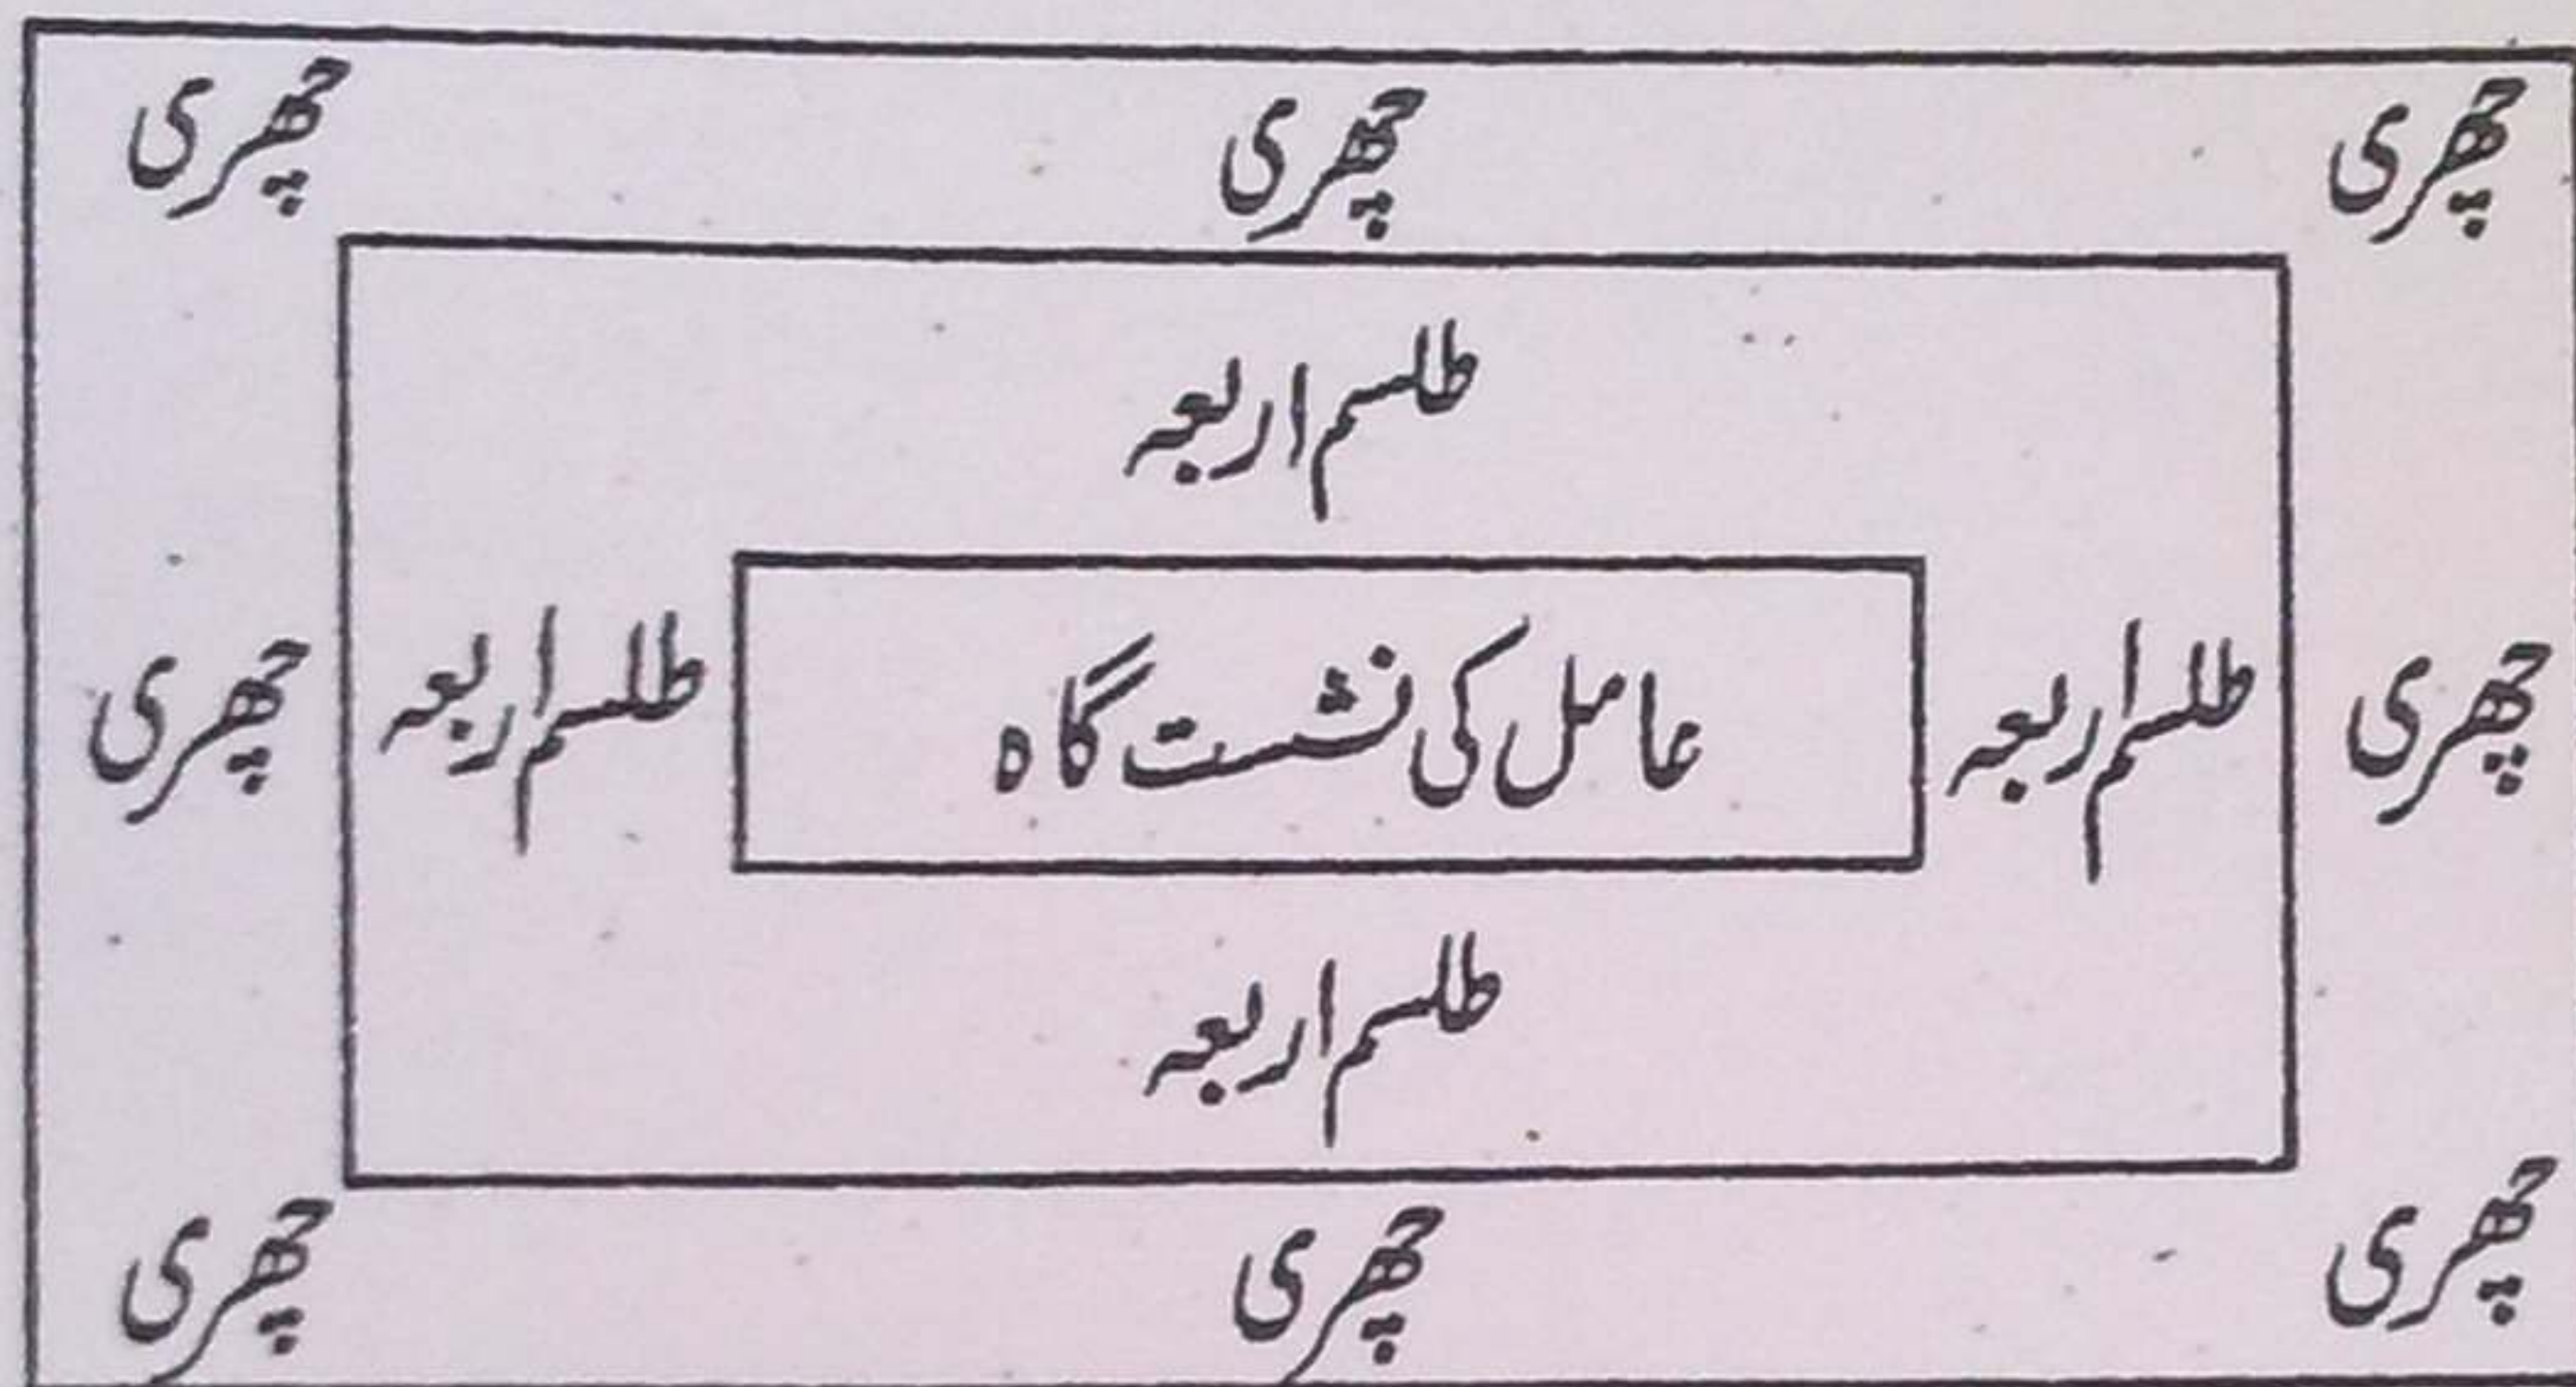 چھری چھری چھری
طلسم اربعہ
چھری طلسم اربعہ عامل کی نشست گاہ طلسم اربعہ چھری
طلسم اربعہ
چھری چھری چھری